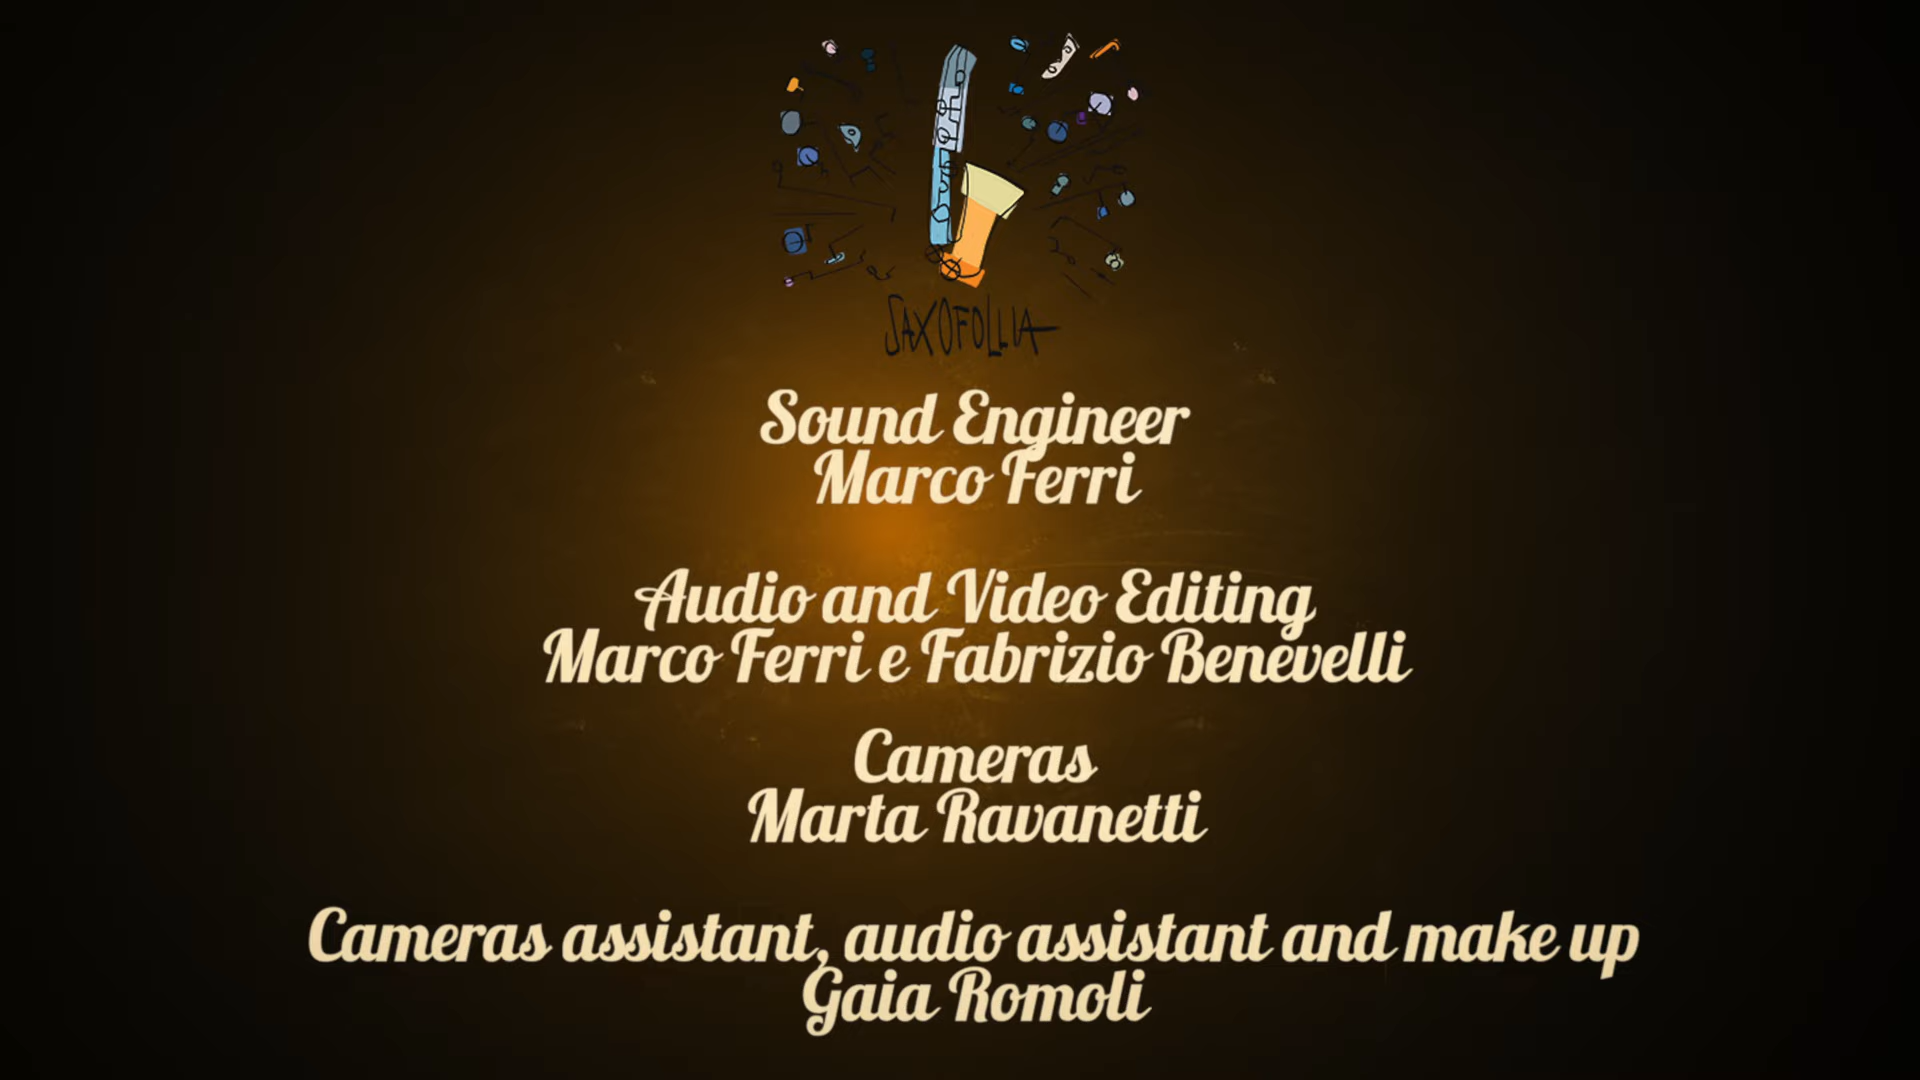 SAXOFOLLIA
Sound Engineer
Marco Ferri
Audio and Video Editing
Marco Ferri e Fabrizio Benevelli
Cameras
Marta Ravanetti
Cameras assistant, audio assistant and make up
Gaia Romoli